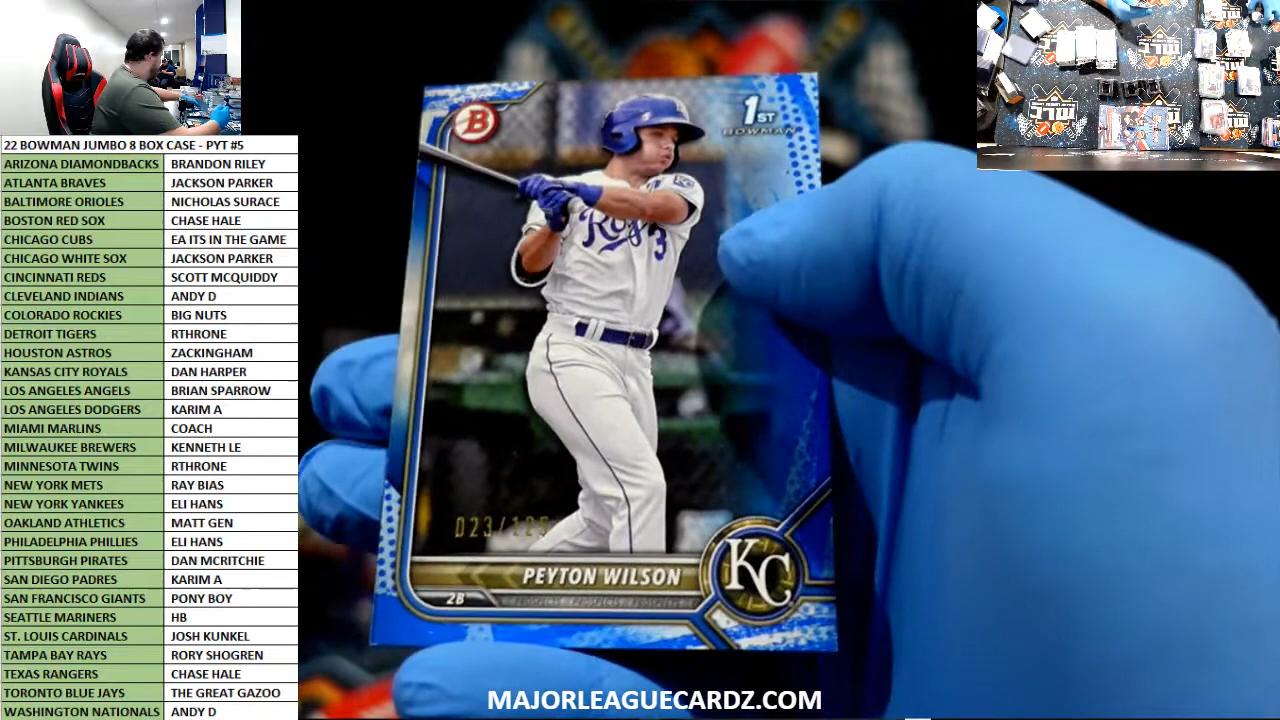 22 BOWMAN JUMBO 8 BOX CASE - PYT #5
ARIZONA DIAMONDBACKS BRANDON RILEY
ATLANTA BRAVES JACKSON PARKER
BALTIMORE ORIOLES NICHOLAS SURACE
BOSTON RED SOX CHASE HALE
CHICAGO CUBS EA ITS IN THE GAME
CHICAGO WHITE SOX JACKSON PARKER
CINCINNATI REDS SCOTT MCQUIDDY
CLEVELAND INDIANS ANDY D
COLORADO ROCKIES BIG NUTS
DETROIT TIGERS RTHRONE
HOUSTON ASTROS ZACKINGHAM
KANSAS CITY ROYALS DAN HARPER
LOS ANGELES ANGELS BRIAN SPARROW
LOS ANGELES DODGERS KARIM A
MIAMI MARLINS COACH
MILWAUKEE BREWERS KENNETH LE
MINNESOTA TWINS RTHRONE
NEW YORK METS RAY BIAS
NEW YORK YANKEES ELI HANS
OAKLAND ATHLETICS MATT GEN
PHILADELPHIA PHILLIES ELI HANS
PITTSBURGH PIRATES DAN MCRITCHIE
SAN DIEGO PADRES KARIM A
SAN FRANCISCO GIANTS PONY BOY
SEATTLE MARINERS HB
ST. LOUIS CARDINALS JOSH KUNKEL
TAMPA BAY RAYS RORY SHOGREN
TEXAS RANGERS CHASE HALE
TORONTO BLUE JAYS THE GREAT GAZOO
WASHINGTON NATIONALS ANDY D
B
1ST
BOWMAN
3
023/125
PEYTON WILSON
2B
PROSPECTS / PROSPECTS / PROSPECTS
KC
MAJORLEAGUECARDZ.COM